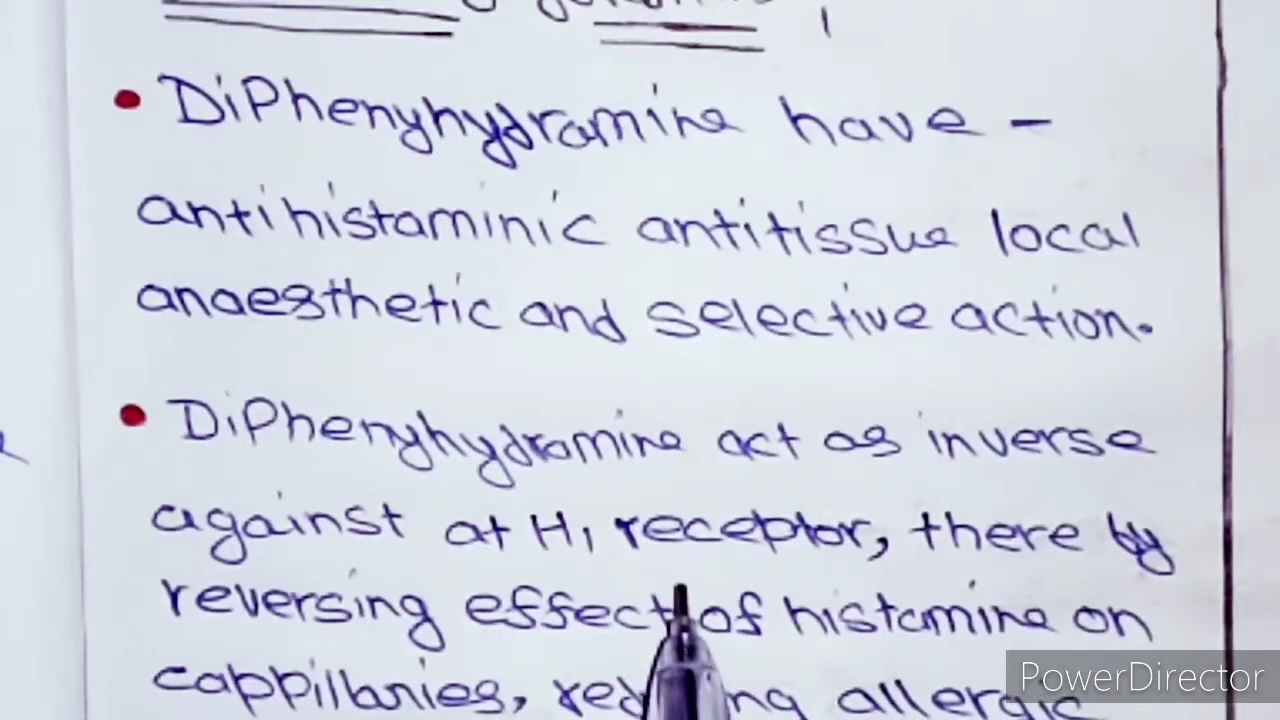 • Diphenyhydramine have -
antihistaminic antitissue local
anaesthetic and selective action.
• Diphenyhydramine act as inverse
against at H1 receptor, there by
reversing effect of histamine on
cappillaries, allergic
PowerDirector